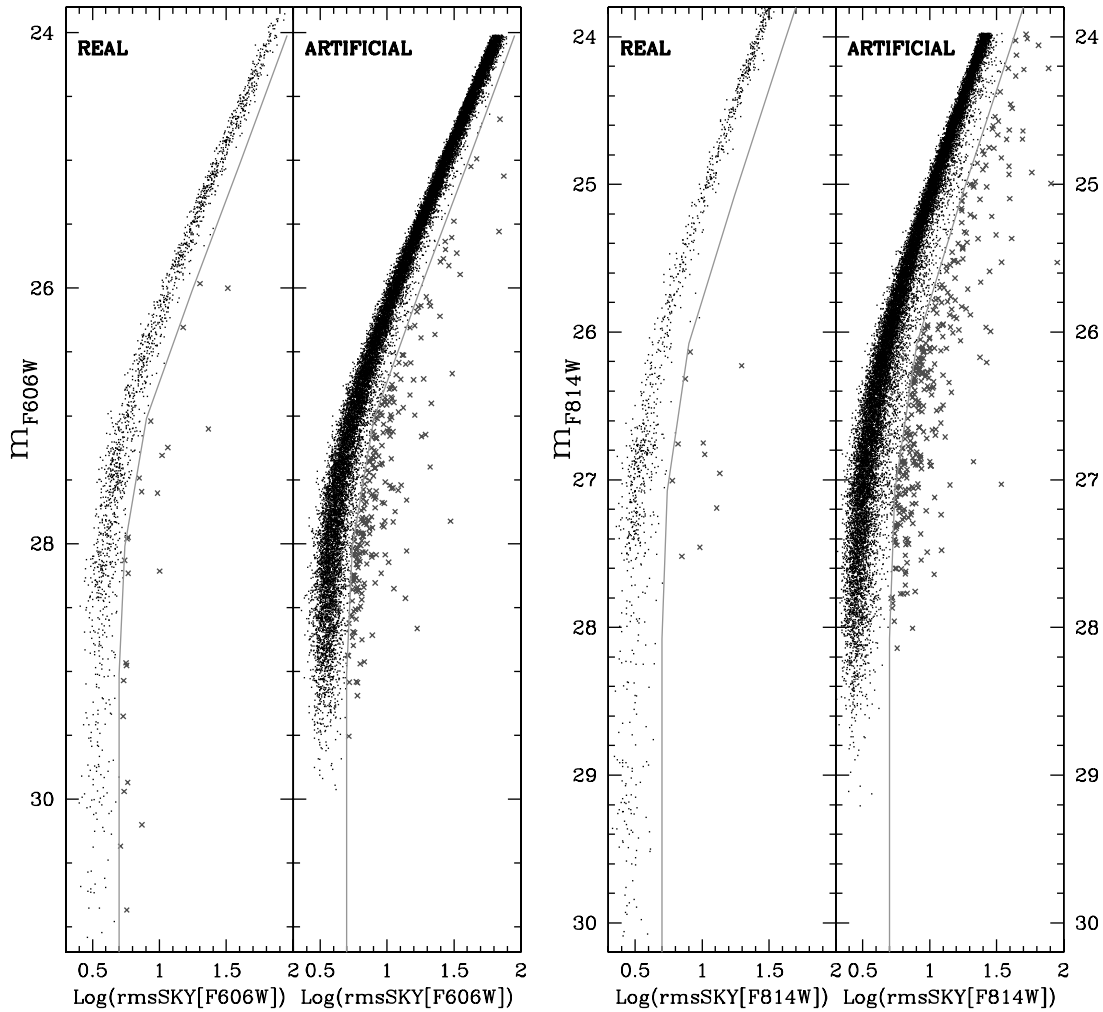 REAL ARTIFICIAL REAL ARTIFICIAL
24 24 24
25 25
26 26 26
m_F606W m_F814W
27 27
28 28 28
29 29
30 30 30
0.5 1 1.5 2 0.5 1 1.5 2 0.5 1 1.5 2 0.5 1 1.5 2
Log(rmsSKY[F606W]) Log(rmsSKY[F606W]) Log(rmsSKY[F814W]) Log(rmsSKY[F814W])